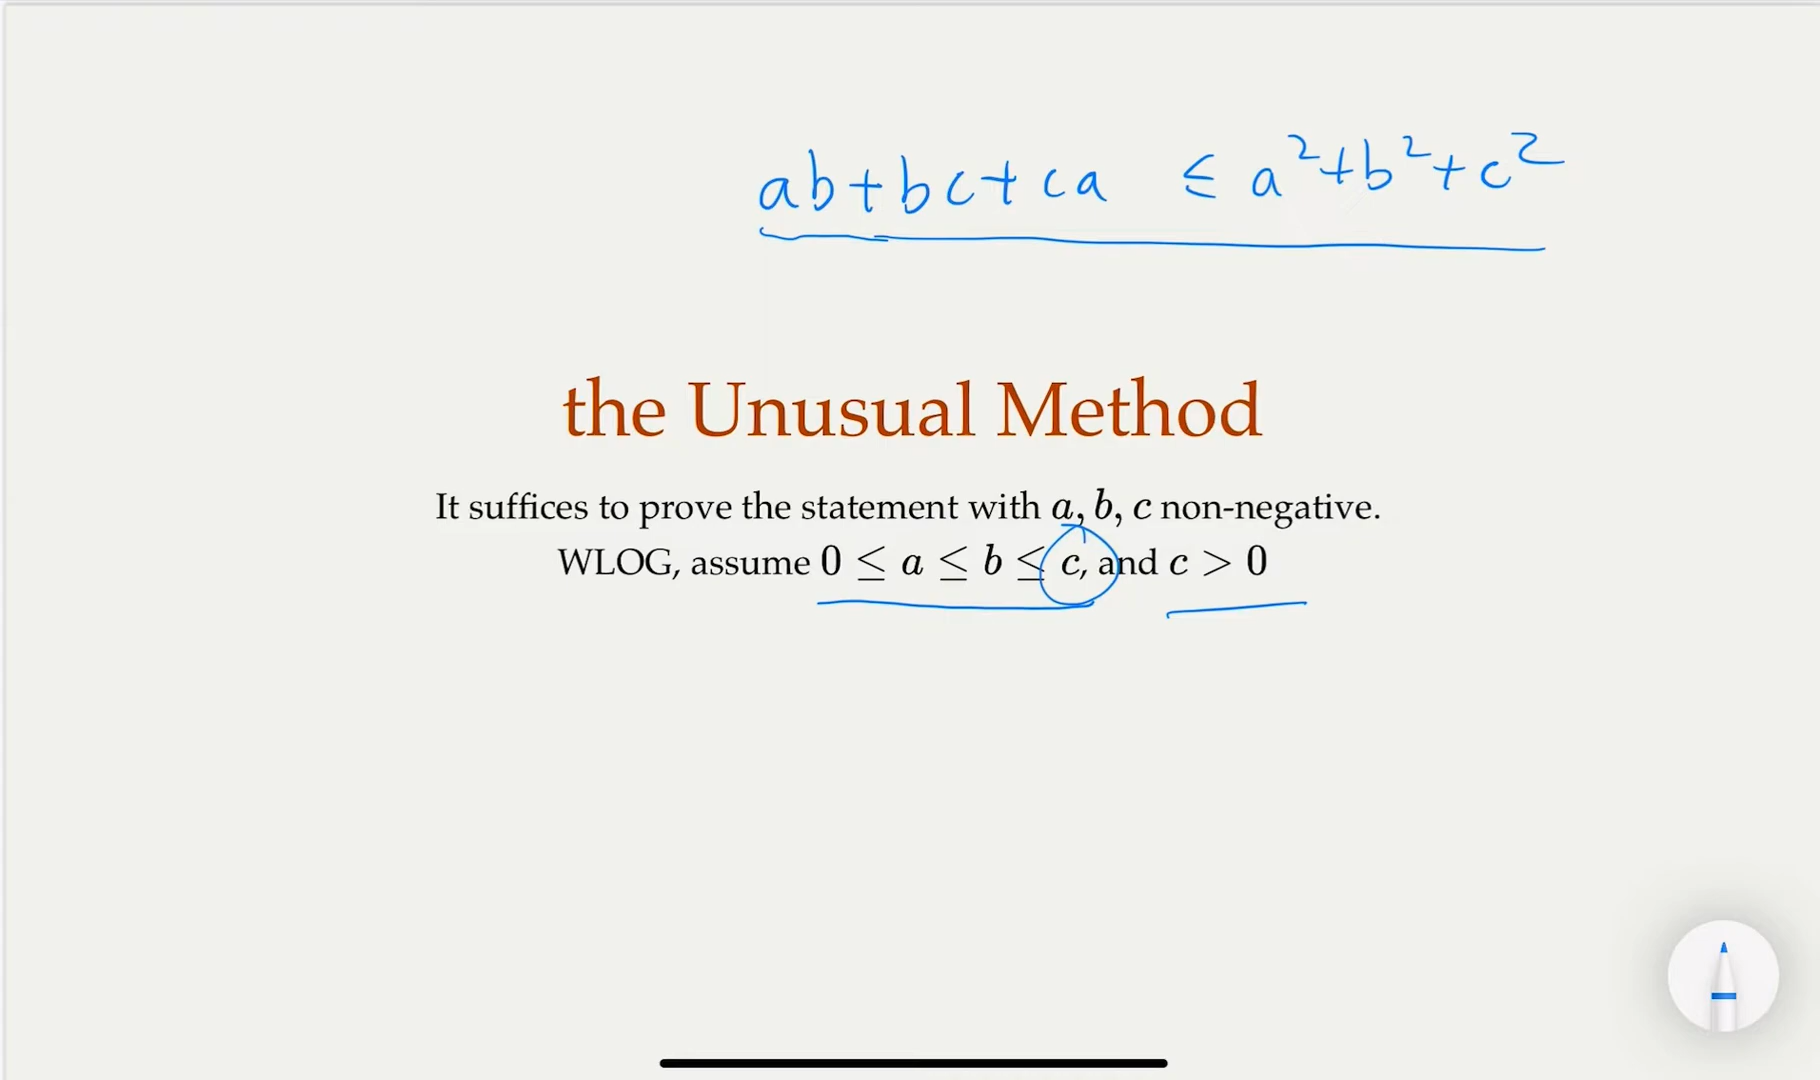 ab+bc+ca ≤ a²+b²+c²
the Unusual Method
It suffices to prove the statement with a, b, c non-negative.
WLOG, assume 0 ≤ a ≤ b ≤ c, and c > 0